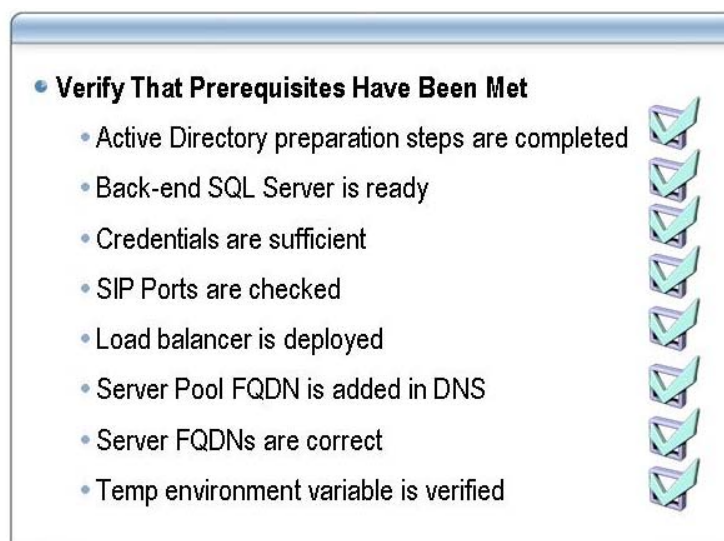 Verify That Prerequisites Have Been Met
Active Directory preparation steps are completed
Back-end SQL Server is ready
Credentials are sufficient
SIP Ports are checked
Load balancer is deployed
Server Pool FQDN is added in DNS
Server FQDNs are correct
Temp environment variable is verified